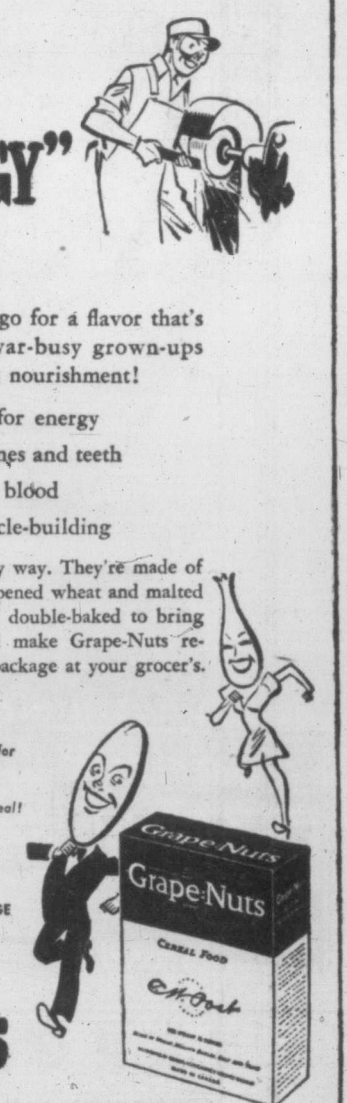 GY"
go for a flavor that's
war-busy grown-ups
nourishment!
for energy
nes and teeth
blood
cle-building
y way. They're made of
pened wheat and malted
double-baked to bring
make Grape-Nuts re-
ackage at your grocer's.
for
eal!
GE
Grape-Nuts
Grape-Nuts
CEREAL FOOD
C.W. Post
S